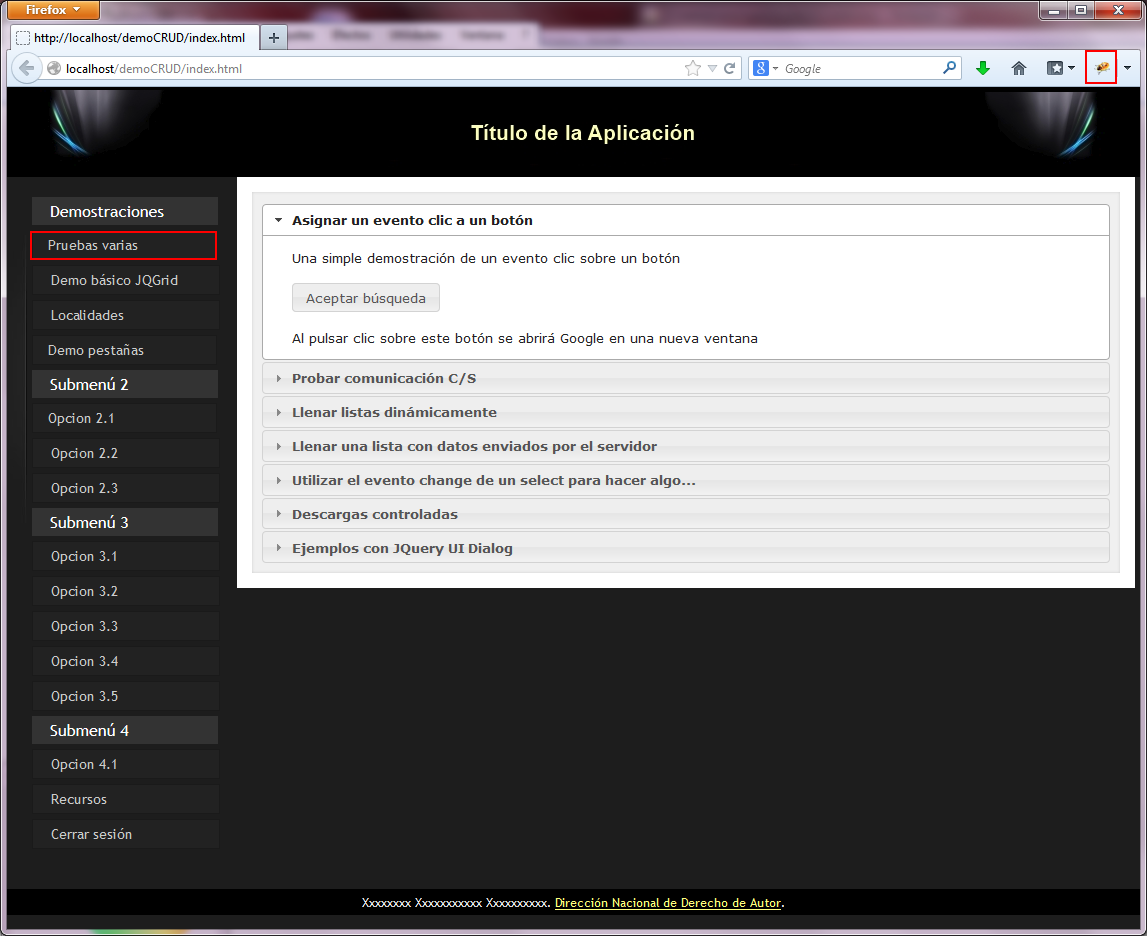 Firefox
http://localhost/demoCRUD/index.html
localhost/demoCRUD/index.html
Google
Título de la Aplicación
Demostraciones
Pruebas varias
Demo básico JQGrid
Localidades
Demo pestañas
Submenú 2
Opcion 2.1
Opcion 2.2
Opcion 2.3
Submenú 3
Opcion 3.1
Opcion 3.2
Opcion 3.3
Opcion 3.4
Opcion 3.5
Submenú 4
Opcion 4.1
Recursos
Cerrar sesión
Asignar un evento clic a un botón
Una simple demostración de un evento clic sobre un botón
Aceptar búsqueda
Al pulsar clic sobre este botón se abrirá Google en una nueva ventana
Probar comunicación C/S
Llenar listas dinámicamente
Llenar una lista con datos enviados por el servidor
Utilizar el evento change de un select para hacer algo...
Descargas controladas
Ejemplos con JQuery UI Dialog
Xxxxxxxx Xxxxxxxxxxx Xxxxxxxxxx. Dirección Nacional de Derecho de Autor.